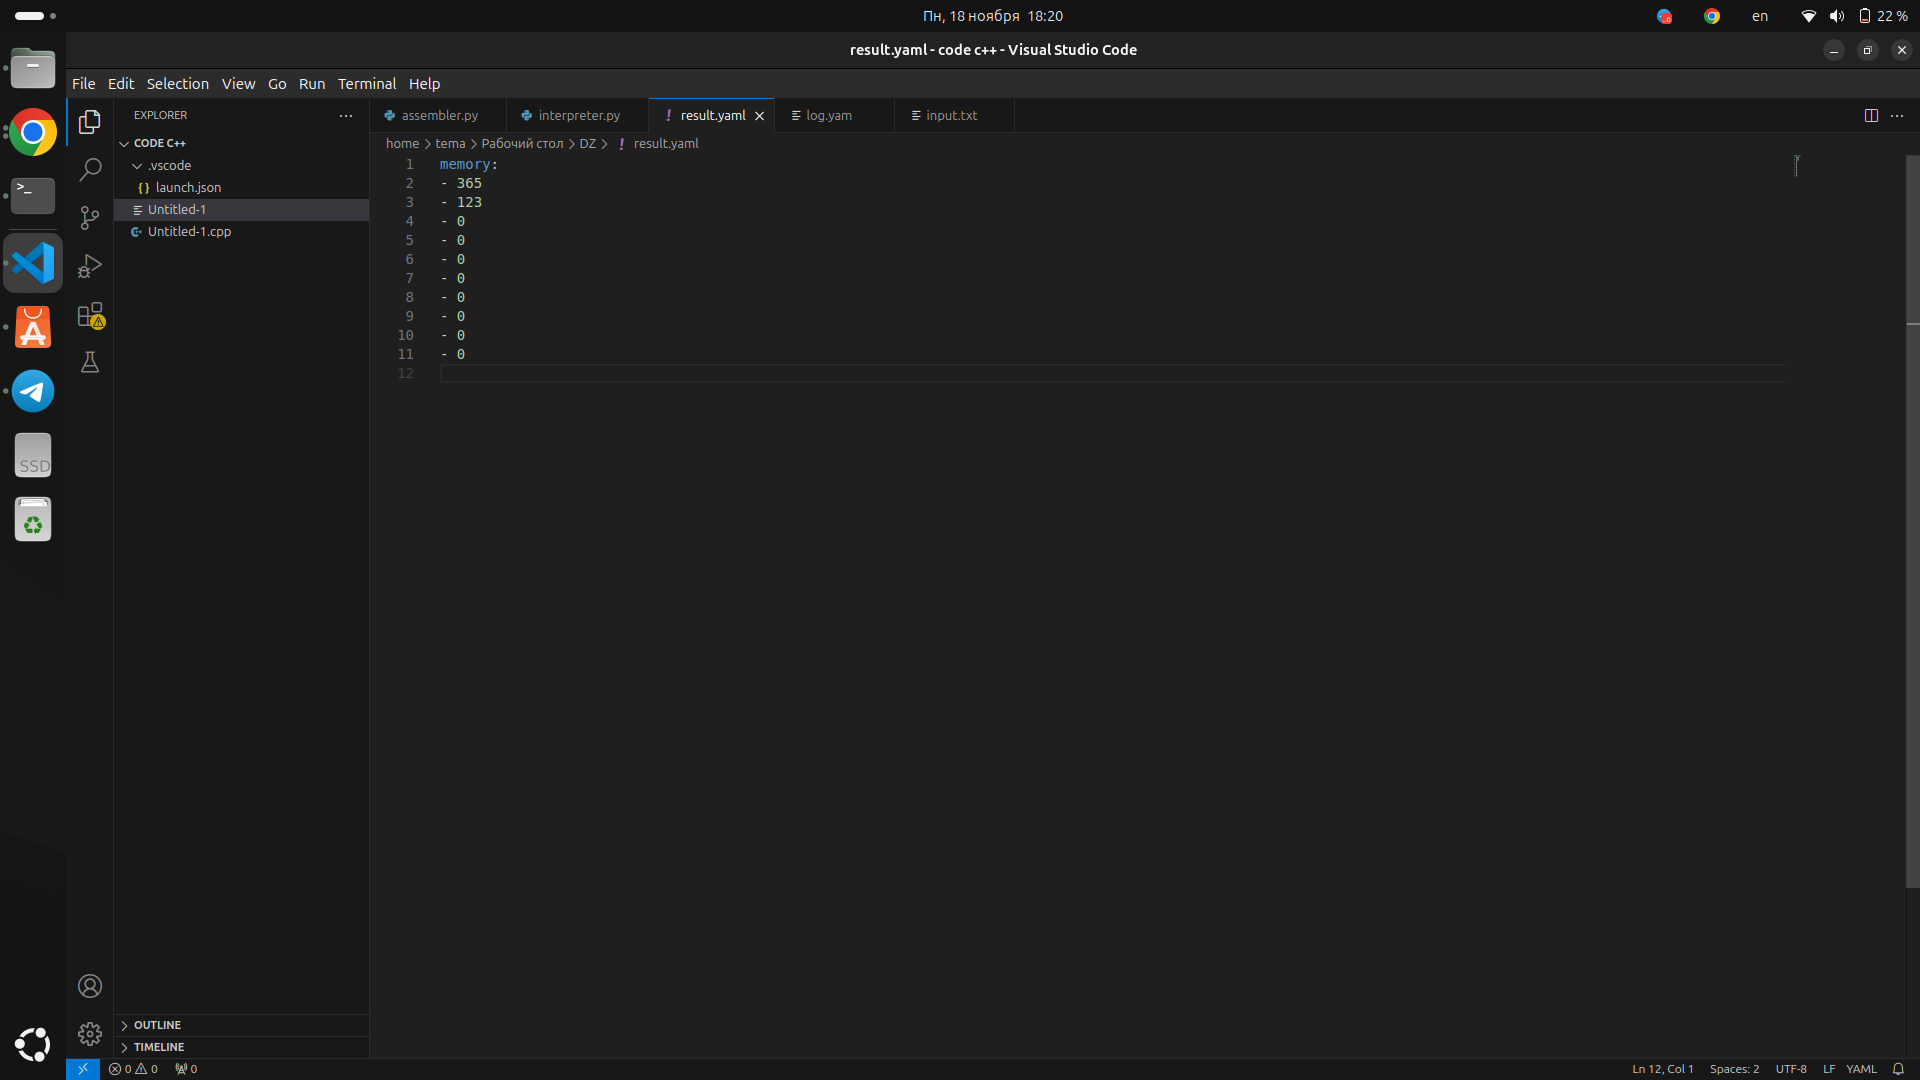 Пн, 18 ноября 18:20
en
22 %
result.yaml - code c++ - Visual Studio Code
File Edit Selection View Go Run Terminal Help
EXPLORER
CODE C++
.vscode
{} launch.json
Untitled-1
Untitled-1.cpp
assembler.py
interpreter.py
! result.yaml
log.yam
input.txt
home > tema > Рабочий стол > DZ > ! result.yaml
1 memory:
2 - 365
3 - 123
4 - 0
5 - 0
6 - 0
7 - 0
8 - 0
9 - 0
10 - 0
11 - 0
12
SSD
OUTLINE
TIMELINE
0 0 0
Ln 12, Col 1 Spaces: 2 UTF-8 LF YAML